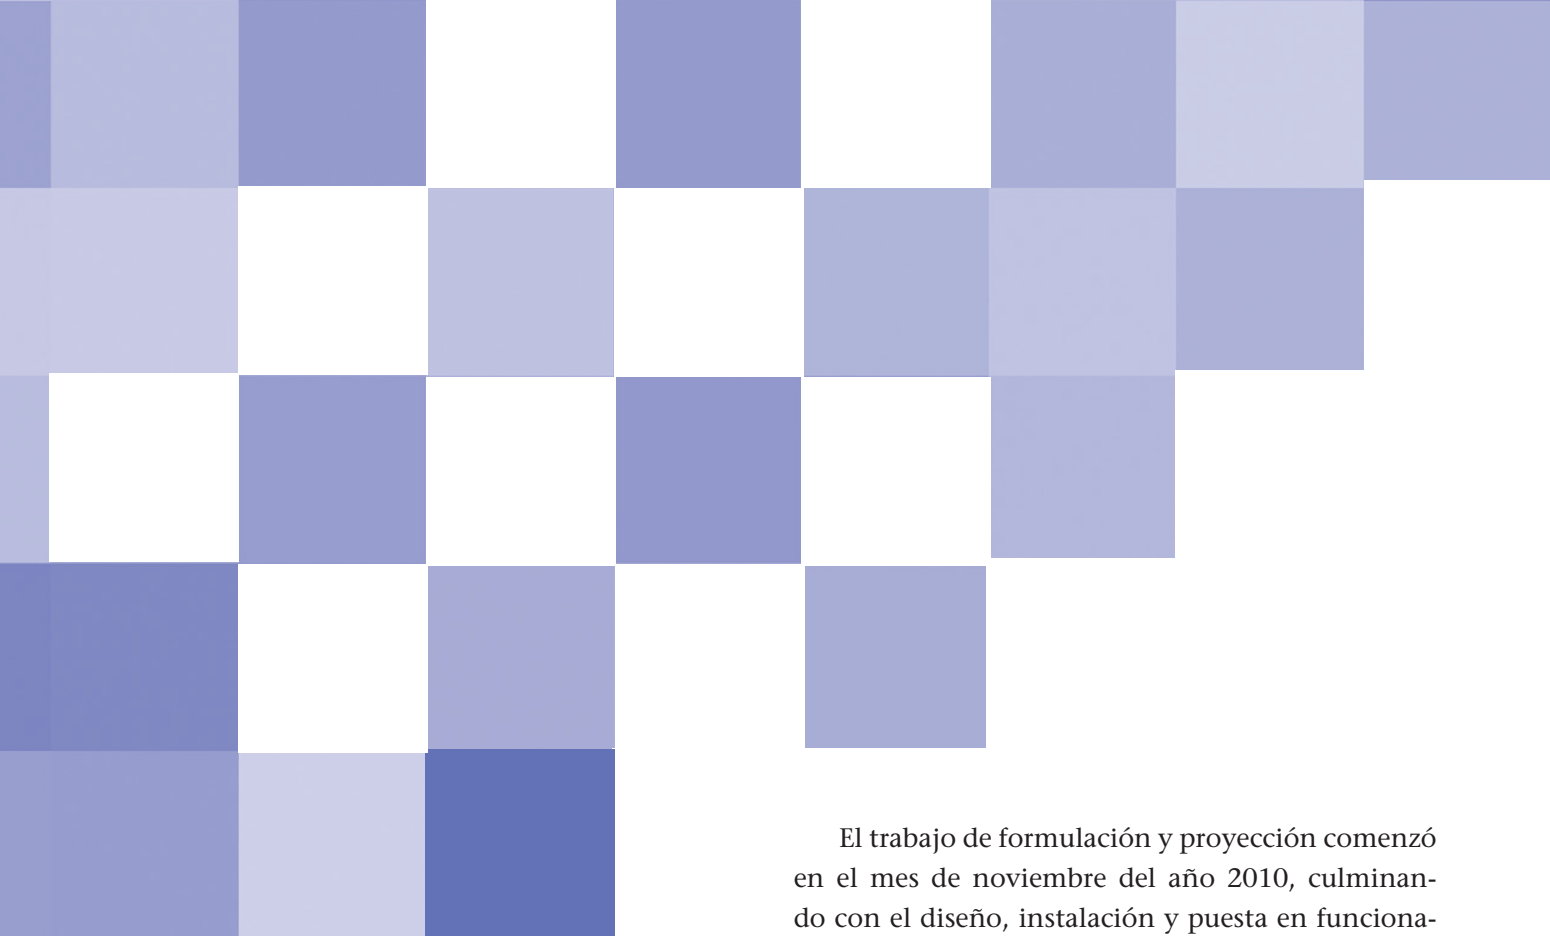 El trabajo de formulación y proyección comenzó
en el mes de noviembre del año 2010, culminan-
do con el diseño, instalación y puesta en funciona-